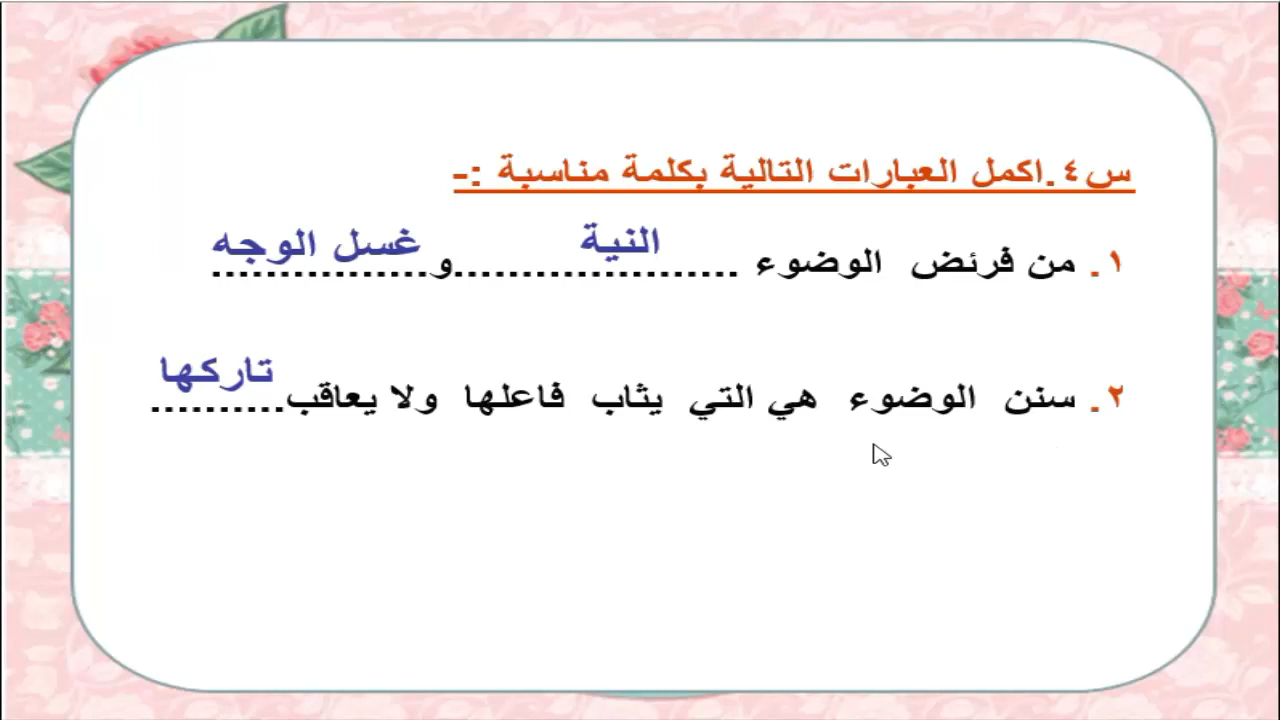 س٤.اكمل العبارات التالية بكلمة مناسبة :-
١. من فرئض الوضوء .....................و................
النية
غسل الوجه
٢. سنن الوضوء هي التي يثاب فاعلها ولا يعاقب..........
تاركها